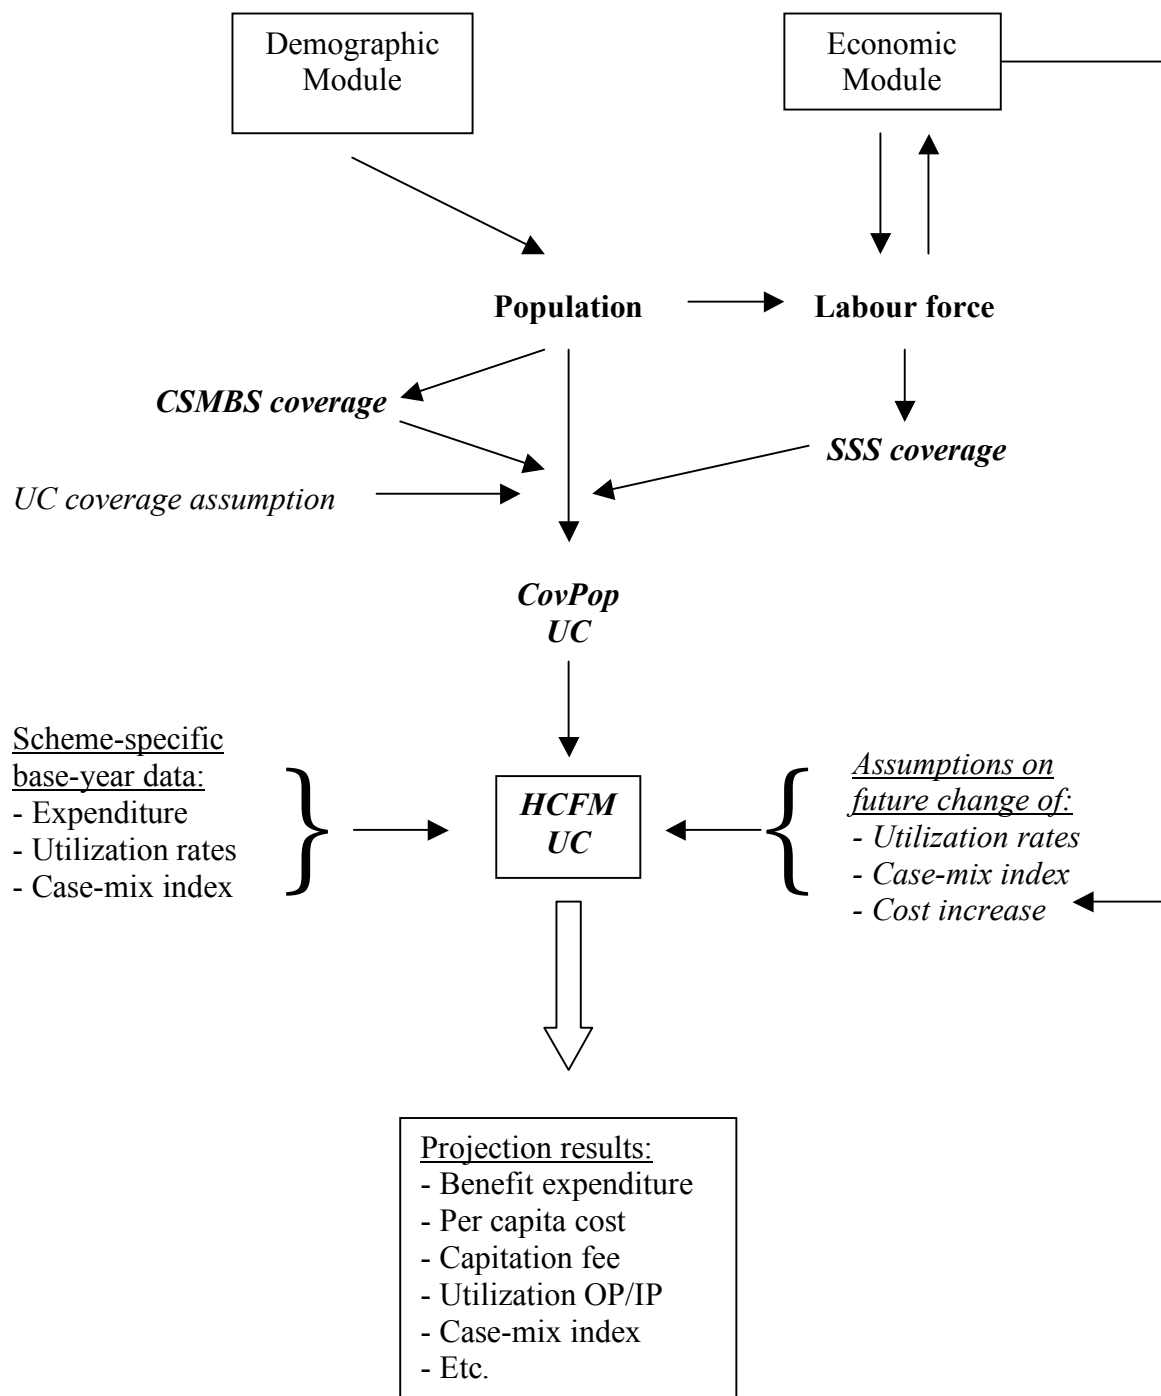 Demographic
Module
Economic
Module
Population
Labour force
CSMBS coverage
SSS coverage
UC coverage assumption
CovPop
UC
Scheme-specific
base-year data:
- Expenditure
- Utilization rates
- Case-mix index
HCFM
UC
Assumptions on
future change of:
- Utilization rates
- Case-mix index
- Cost increase
Projection results:
- Benefit expenditure
- Per capita cost
- Capitation fee
- Utilization OP/IP
- Case-mix index
- Etc.